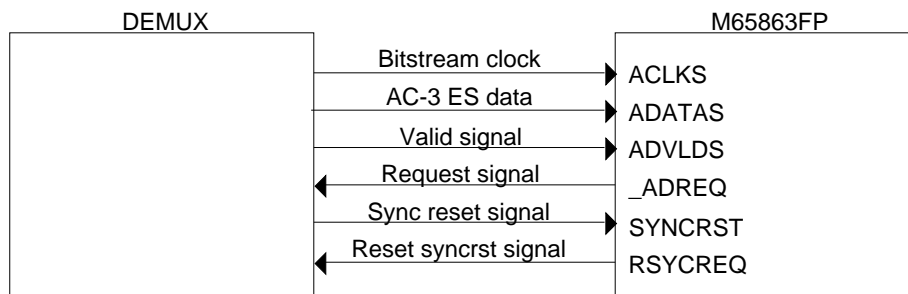 DEMUX M65863FP
Bitstream clock ACLKS
AC-3 ES data ADATAS
Valid signal ADVLDS
Request signal _ADREQ
Sync reset signal SYNCRST
Reset syncrst signal RSYCREQ